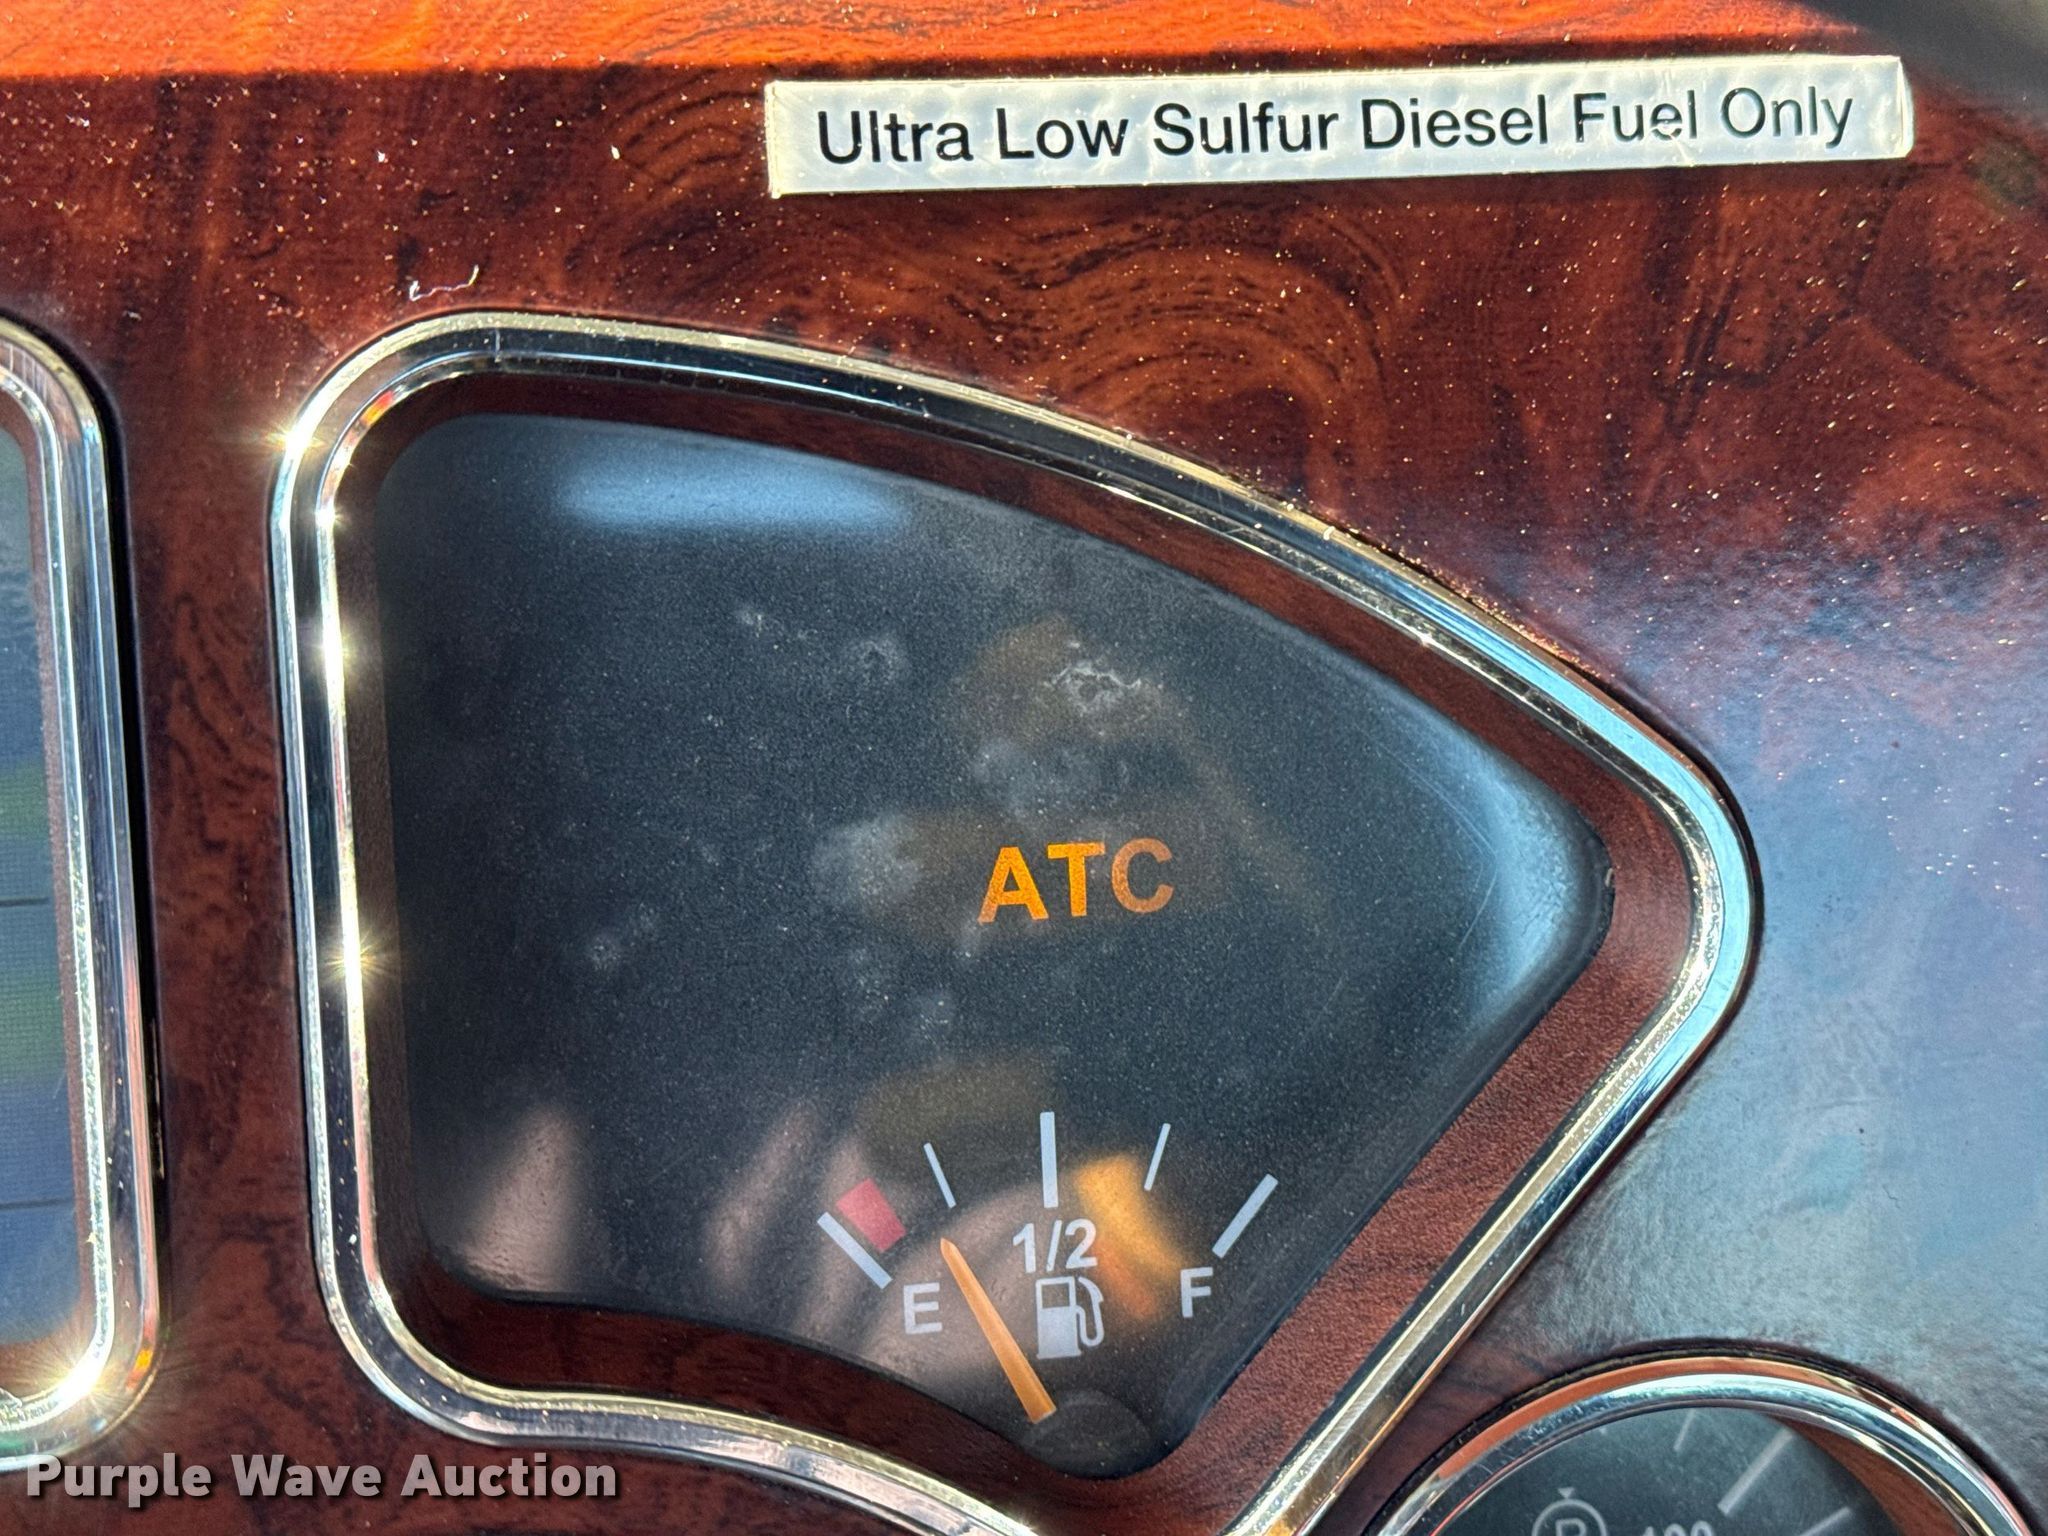 Ultra Low Sulfur Diesel Fuel Only
ATC
1/2
E
F
Purple Wave Auction